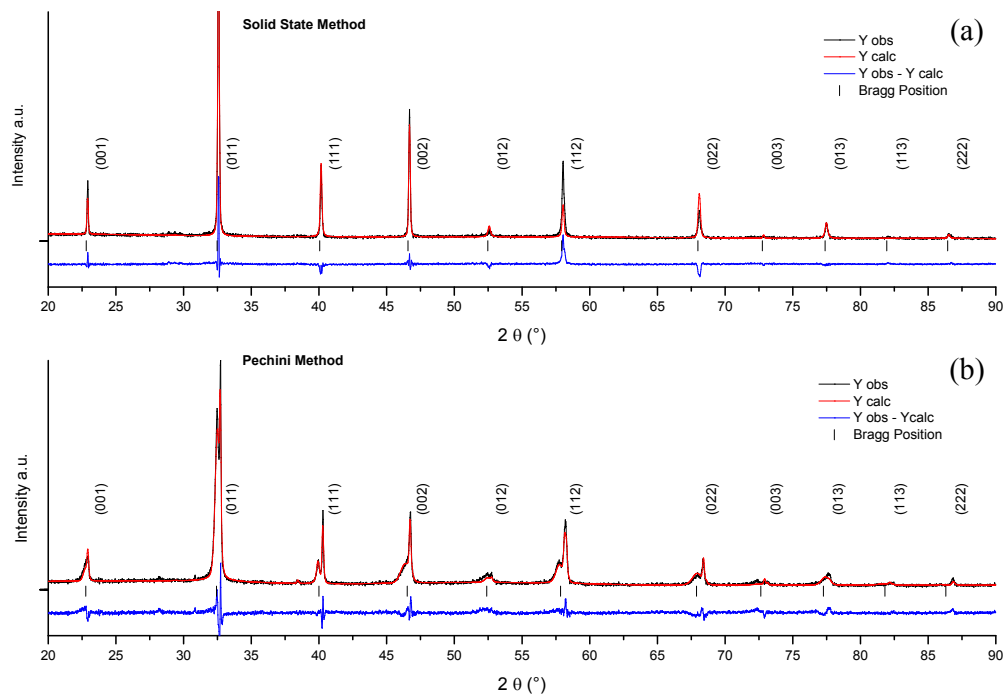 Solid State Method
(a)
Y obs
Y calc
Y obs - Y calc
Bragg Position
Intensity a.u.
(001)
(011)
(111)
(002)
(012)
(112)
(022)
(003)
(013)
(113)
(222)
20 25 30 35 40 45 50 55 60 65 70 75 80 85 90
2 θ (°)
Pechini Method
(b)
Y obs
Y calc
Y obs - Ycalc
Bragg Position
Intensity a.u.
(001)
(011)
(111)
(002)
(012)
(112)
(022)
(003)
(013)
(113)
(222)
20 25 30 35 40 45 50 55 60 65 70 75 80 85 90
2 θ (°)